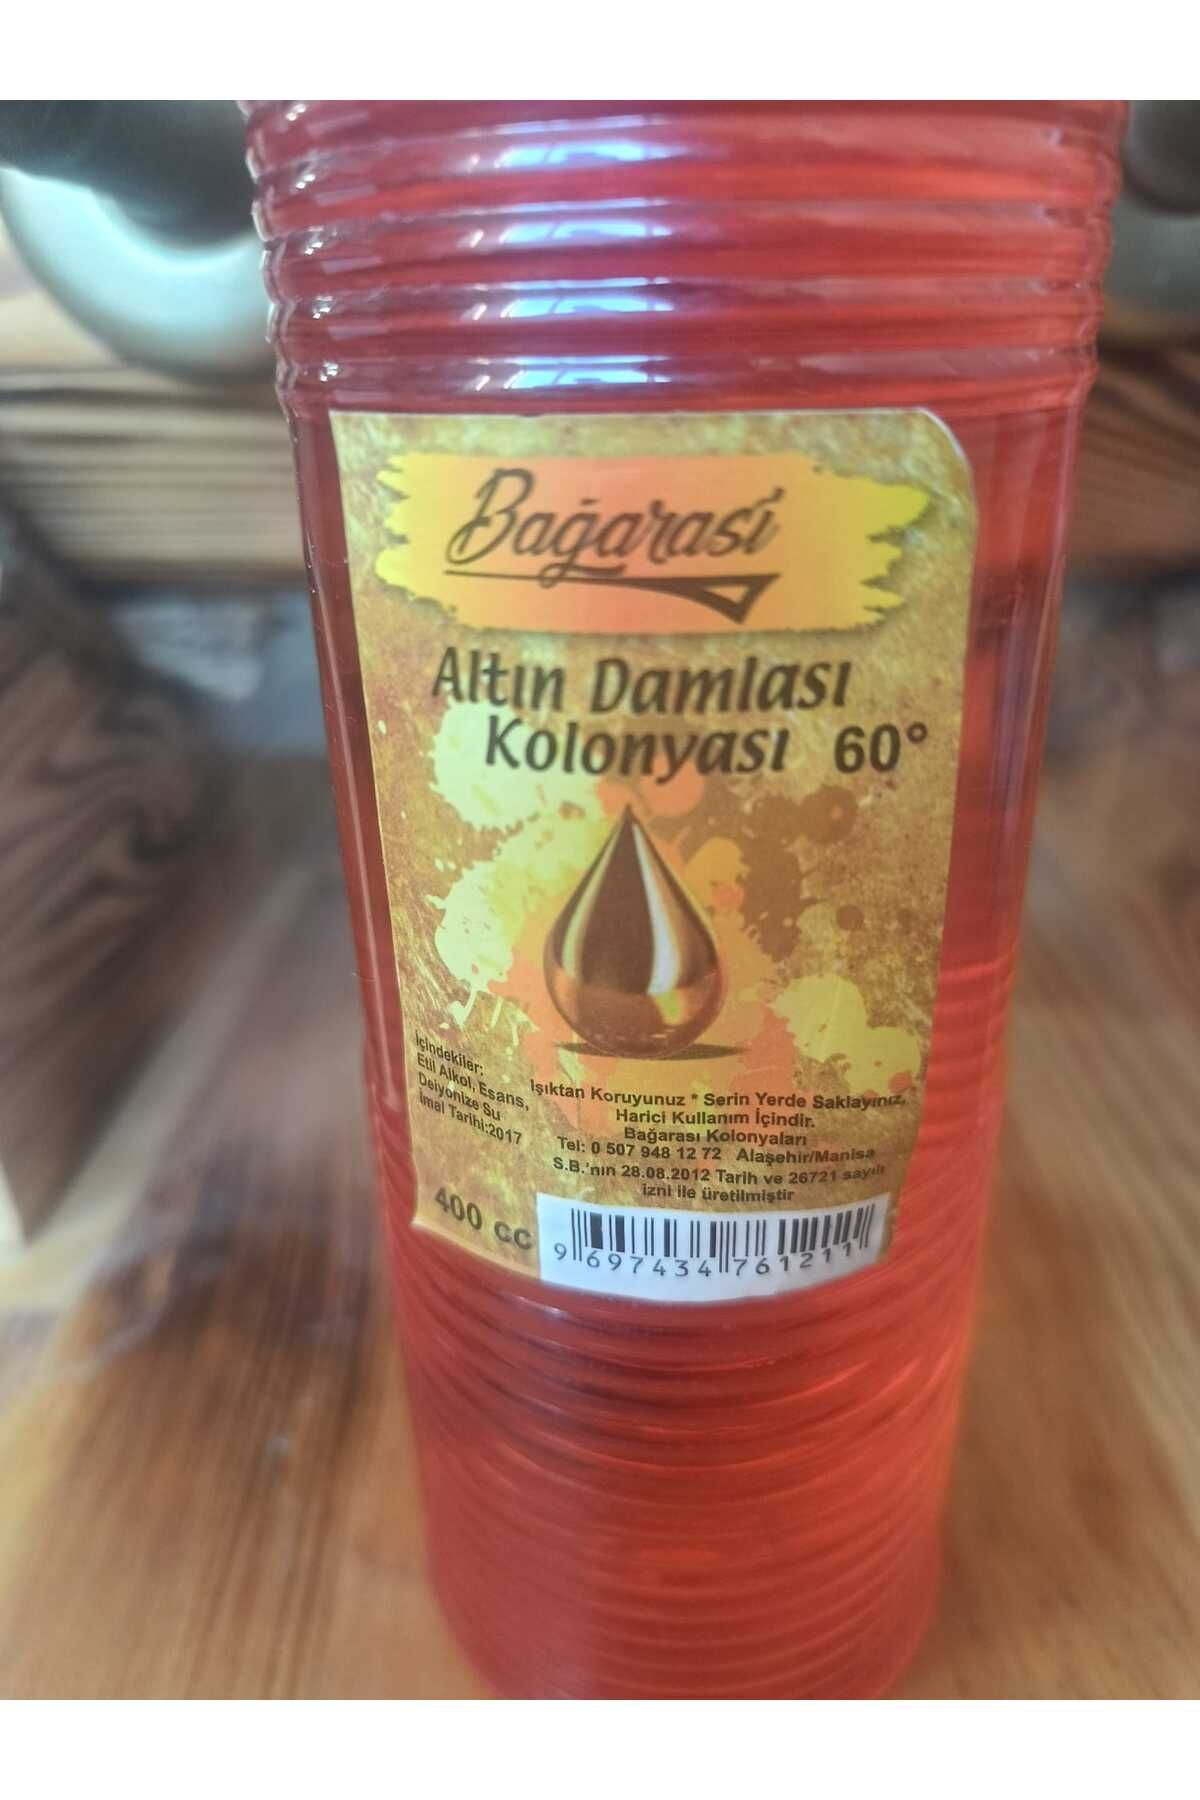 Bağarası
Altın Damlası
Kolonyası 60°
İçindekiler:
Etil Alkol, Esans,
Deiyonize Su
İmal Tarihi:2017
Işıktan Koruyunuz * Serin Yerde Saklayınız.
Harici Kullanım İçindir.
Bağarası Kolonyaları
Tel: 0 507 948 12 72 Alaşehir/Manisa
S.B.'nın 28.08.2012 Tarih ve 26721 sayılı
izni ile üretilmiştir
400 cc
9 697434 761211